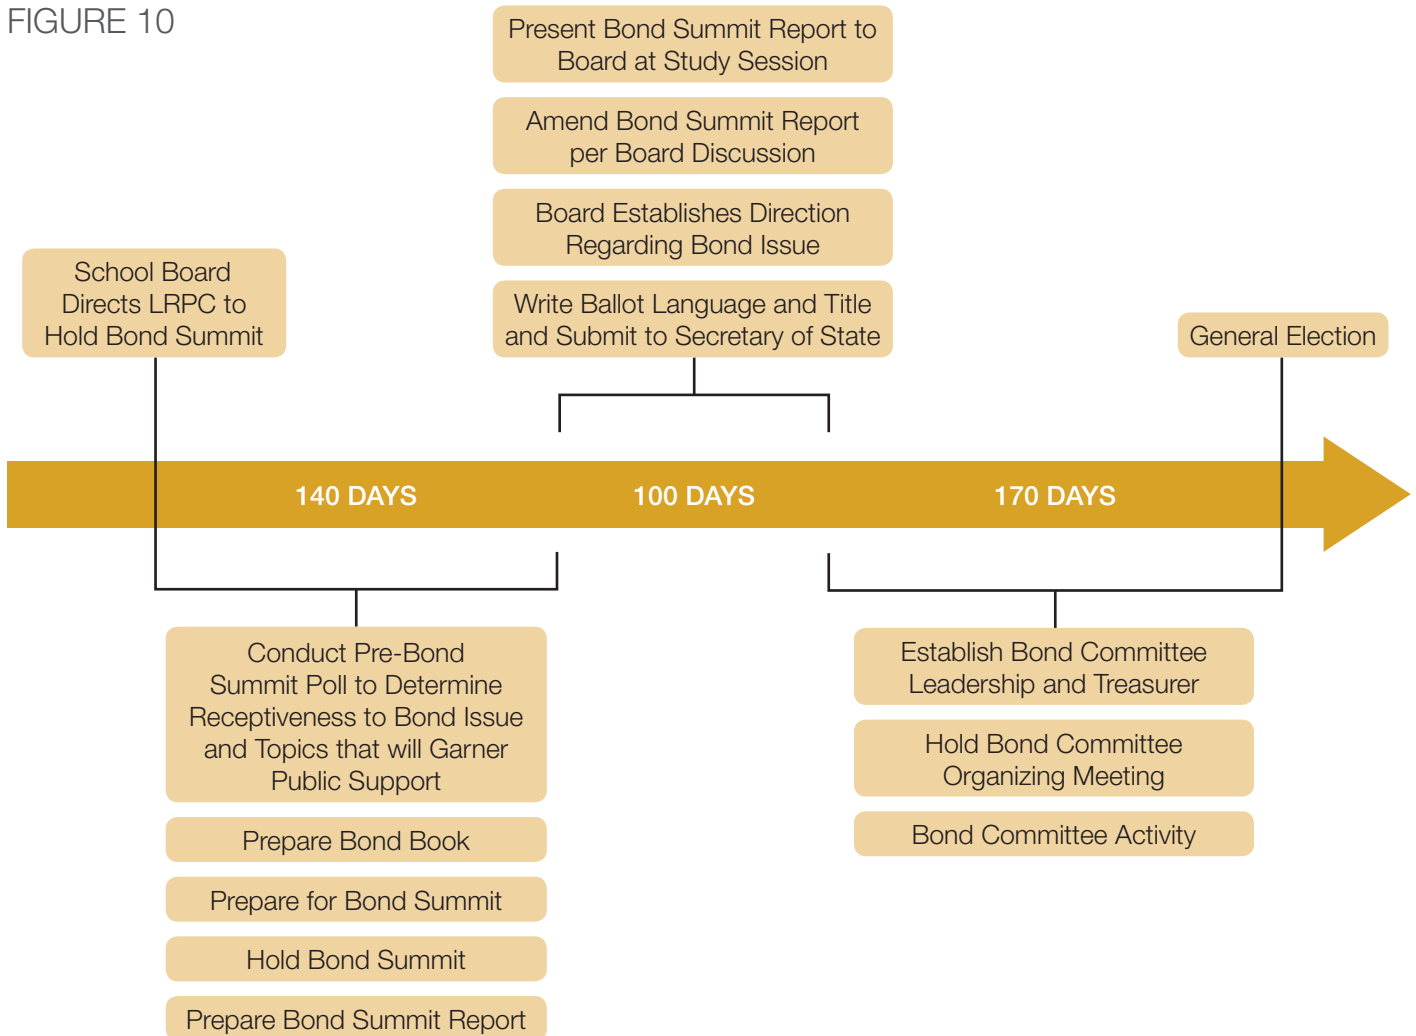 FIGURE 10
Present Bond Summit Report to
Board at Study Session
Amend Bond Summit Report
per Board Discussion
Board Establishes Direction
Regarding Bond Issue
Write Ballot Language and Title
and Submit to Secretary of State
School Board
Directs LRPC to
Hold Bond Summit
General Election
140 DAYS
100 DAYS
170 DAYS
Conduct Pre-Bond
Summit Poll to Determine
Receptiveness to Bond Issue
and Topics that will Garner
Public Support
Prepare Bond Book
Prepare for Bond Summit
Hold Bond Summit
Prepare Bond Summit Report
Establish Bond Committee
Leadership and Treasurer
Hold Bond Committee
Organizing Meeting
Bond Committee Activity